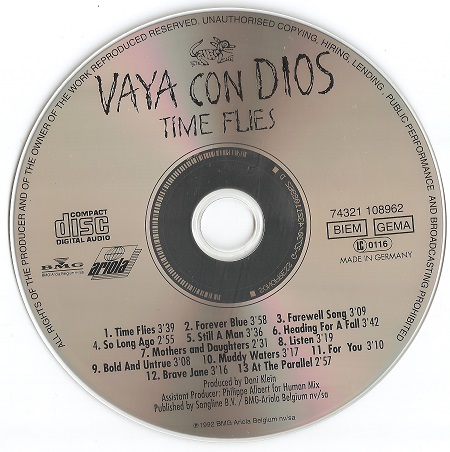 ALL RIGHTS OF THE PRODUCER AND OF THE OWNER OF THE WORK REPRODUCED RESERVED. UNAUTHORISED COPYING, HIRING, LENDING, PUBLIC PERFORMANCE AND BROADCASTING PROHIBITED
VAYA CON DIOS
TIME FLIES
COMPACT
disc
DIGITAL AUDIO
BMG
BMG Ariola Belgium nv/sa
ariola
74321 108962
BIEM GEMA
LC 0116
MADE IN GERMANY
1. Time Flies 3'39 2. Forever Blue 3'58 3. Farewell Song 3'09
4. So Long Ago 2'55 5. Still A Man 3'36 6. Heading For A Fall 3'42
7. Mothers and Daughters 2'31 8. Listen 3'19
9. Bold And Untrue 3'08 10. Muddy Waters 3'17 11. For You 3'10
12. Brave Jane 3'16 13 At The Parallel 2'57
Produced by Dani Klein
Assistant Producer: Philippe Allaert for Human Mix
Published by Sangline B.V. / BMG-Ariola Belgium nv/sa
℗ 1992 BMG Ariola Belgium nv/sa